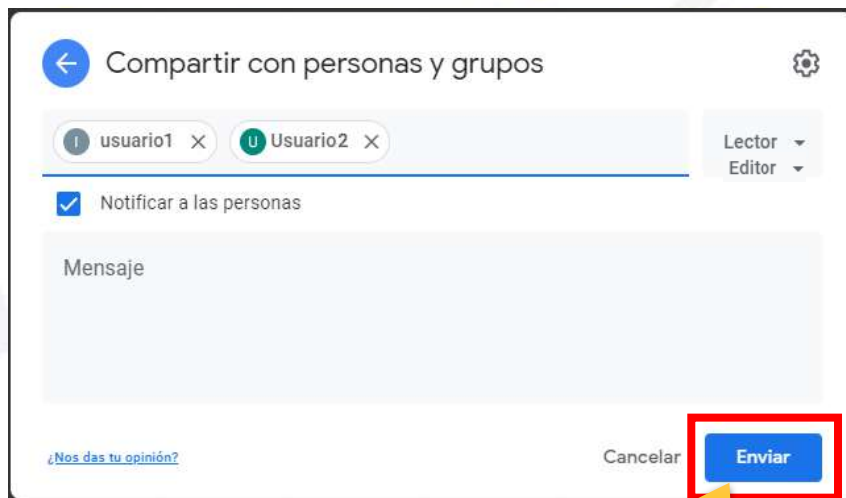 Compartir con personas y grupos
I usuario1 U Usuario2
Lector
Editor
Notificar a las personas
Mensaje
¿Nos das tu opinión?
Cancelar
Enviar